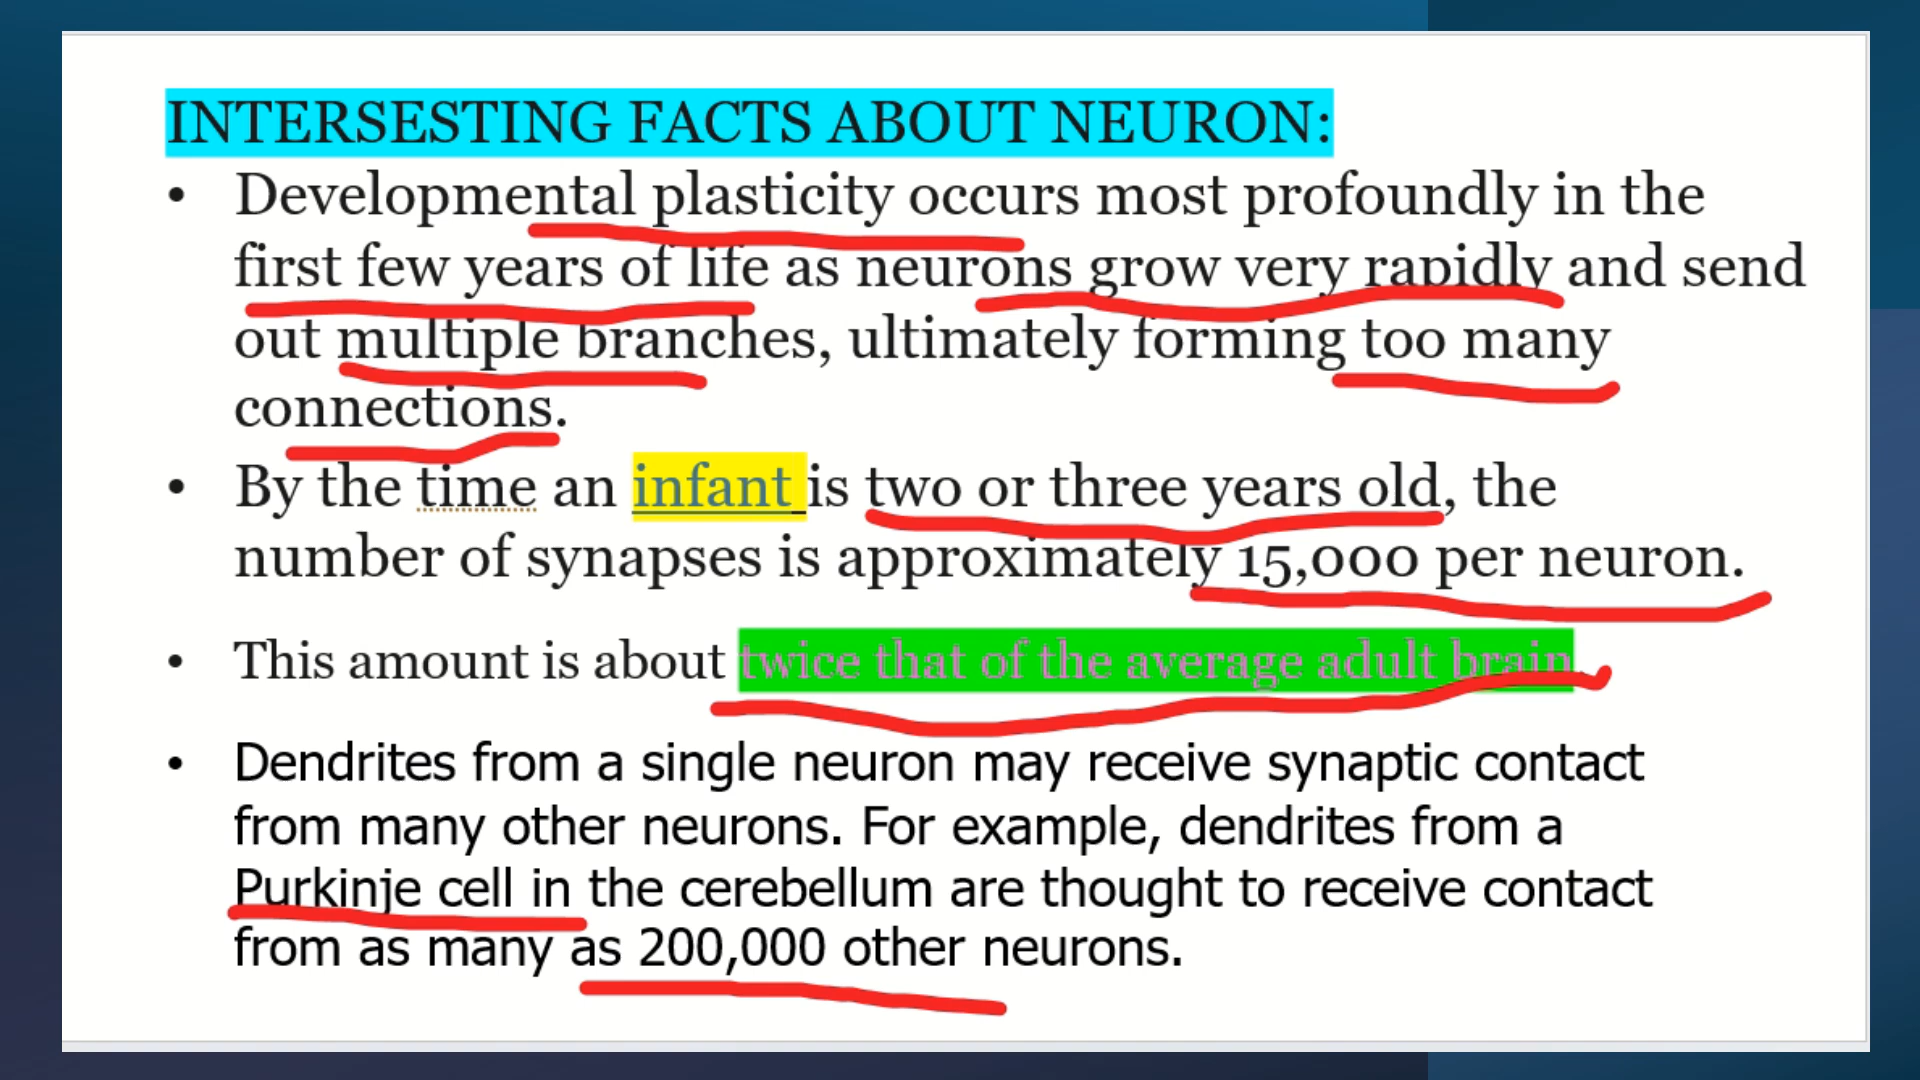 INTERSESTING FACTS ABOUT NEURON:
• Developmental plasticity occurs most profoundly in the
first few years of life as neurons grow very rapidly and send
out multiple branches, ultimately forming too many
connections.
• By the time an infant is two or three years old, the
number of synapses is approximately 15,000 per neuron.
• This amount is about twice that of the average adult brain
• Dendrites from a single neuron may receive synaptic contact
from many other neurons. For example, dendrites from a
Purkinje cell in the cerebellum are thought to receive contact
from as many as 200,000 other neurons.